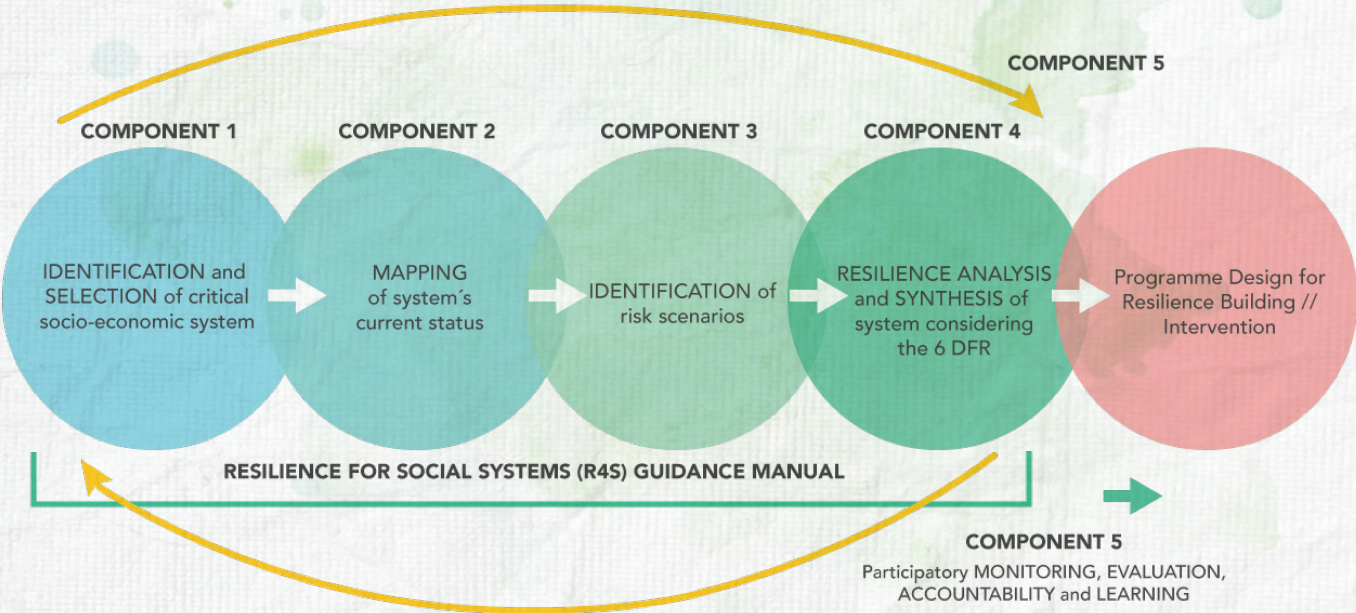 COMPONENT 5
COMPONENT 1
COMPONENT 2
COMPONENT 3
COMPONENT 4
IDENTIFICATION and
SELECTION of critical
socio-economic system
MAPPING
of system´s
current status
IDENTIFICATION of
risk scenarios
RESILIENCE ANALYSIS
and SYNTHESIS of
system considering
the 6 DFR
Programme Design for
Resilience Building //
Intervention
RESILIENCE FOR SOCIAL SYSTEMS (R4S) GUIDANCE MANUAL
COMPONENT 5
Participatory MONITORING, EVALUATION,
ACCOUNTABILITY and LEARNING